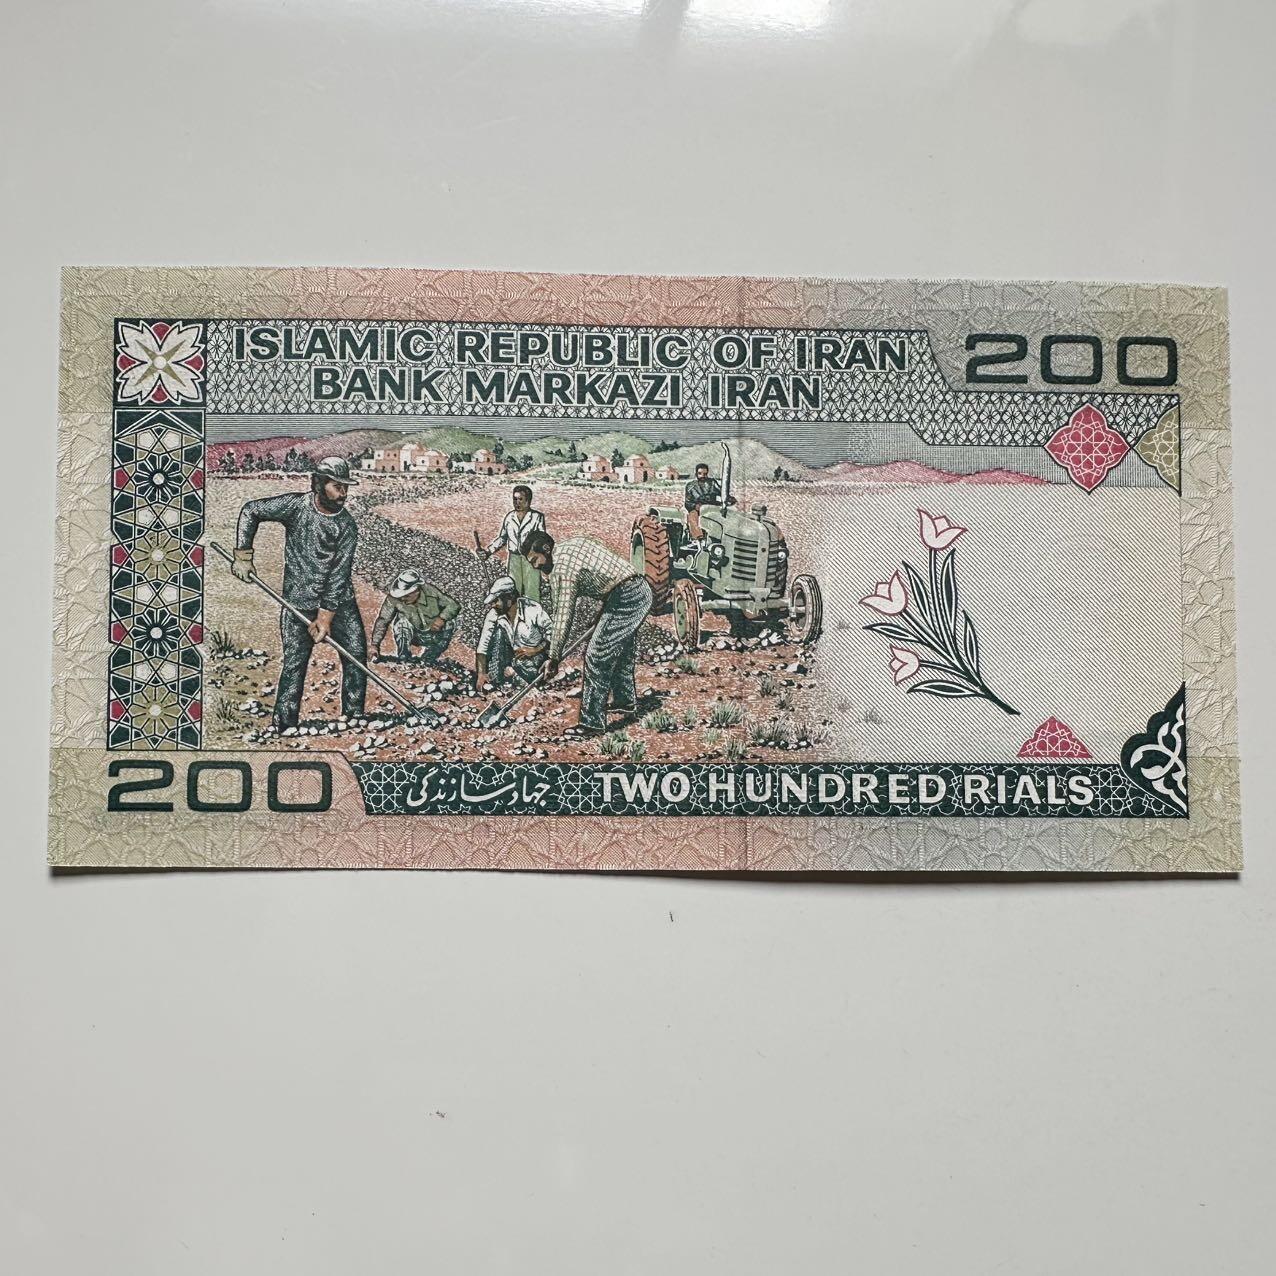 ISLAMIC REPUBLIC OF IRAN
BANK MARKAZI IRAN
200
200
جهاد سازندگی
TWO HUNDRED RIALS